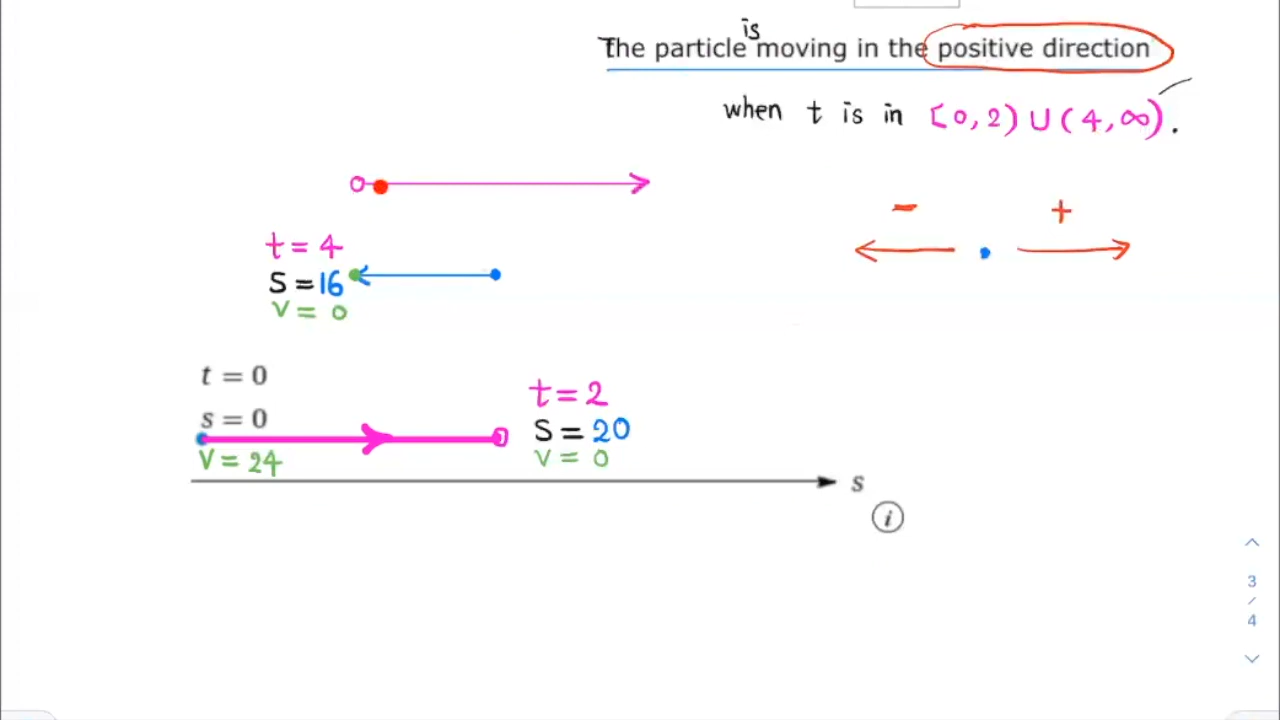 The particle is moving in the positive direction
when t is in [0,2) ∪ (4,∞).
- +
t = 4
S = 16
V = 0
t = 0
s = 0
V = 24
t = 2
S = 20
V = 0
s
i
3
/
4